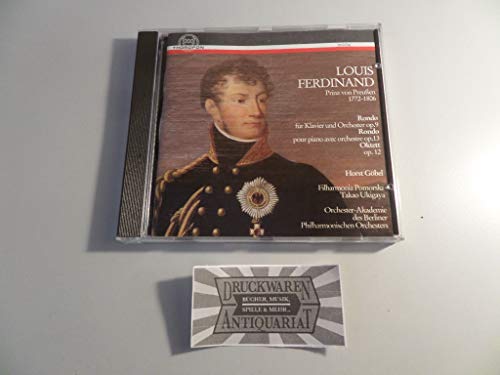 THOROFON
LOUIS
FERDINAND
Prinz von Preußen
1772-1806
Rondo
für Klavier und Orchester op.9
Rondo
pour piano avec orchestre op.13
Oktett
op. 12
Horst Göbel
Filharmonia Pomorska
Takao Ukigaya
Orchester-Akademie
des Berliner
Philharmonischen Orchesters
DRUCKWAREN
BÜCHER, MUSIK,
SPIELE & MEHR...
ANTIQUARIAT